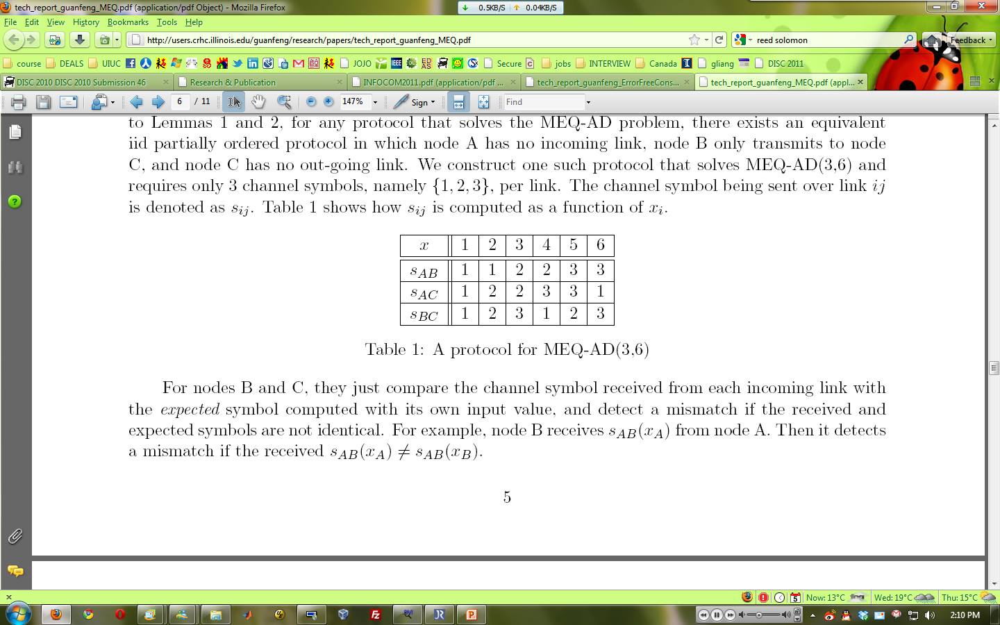 tech_report_guanfeng_MEQ.pdf (application/pdf Object) - Mozilla Firefox
0.5KB/S 0.04KB/S
File Edit View History Bookmarks Tools Help
http://users.crhc.illinois.edu/guanfeng/research/papers/tech_report_guanfeng_MEQ.pdf
reed solomon
Feedback
course DEALS UIUC JOJO IEEE Secure jobs INTERVIEW Canada gliang DISC 2011
DISC 2010 DISC 2010 Submission 46
Research & Publication
INFOCOM2011.pdf (application/pdf ...
tech_report_guanfeng_ErrorFreeCons...
tech_report_guanfeng_MEQ.pdf (appl...
6 / 11 147% Sign Find
to Lemmas 1 and 2, for any protocol that solves the MEQ-AD problem, there exists an equivalent
iid partially ordered protocol in which node A has no incoming link, node B only transmits to node
C, and node C has no out-going link. We construct one such protocol that solves MEQ-AD(3,6) and
requires only 3 channel symbols, namely {1, 2, 3}, per link. The channel symbol being sent over link ij
is denoted as s_{ij}. Table 1 shows how s_{ij} is computed as a function of x_i.
x 1 2 3 4 5 6
s_{AB} 1 1 2 2 3 3
s_{AC} 1 2 2 3 3 1
s_{BC} 1 2 3 1 2 3
Table 1: A protocol for MEQ-AD(3,6)
For nodes B and C, they just compare the channel symbol received from each incoming link with
the expected symbol computed with its own input value, and detect a mismatch if the received and
expected symbols are not identical. For example, node B receives s_{AB}(x_A) from node A. Then it detects
a mismatch if the received s_{AB}(x_A) ≠ s_{AB}(x_B).
5
Now: 13°C Wed: 19°C Thu: 15°C
2:10 PM